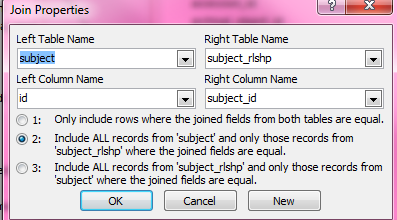 Join Properties
Left Table Name Right Table Name
subject subject_rlshp
Left Column Name Right Column Name
id subject_id
1: Only include rows where the joined fields from both tables are equal.
2: Include ALL records from 'subject' and only those records from
'subject_rlshp' where the joined fields are equal.
3: Include ALL records from 'subject_rlshp' and only those records from
'subject' where the joined fields are equal.
OK Cancel New